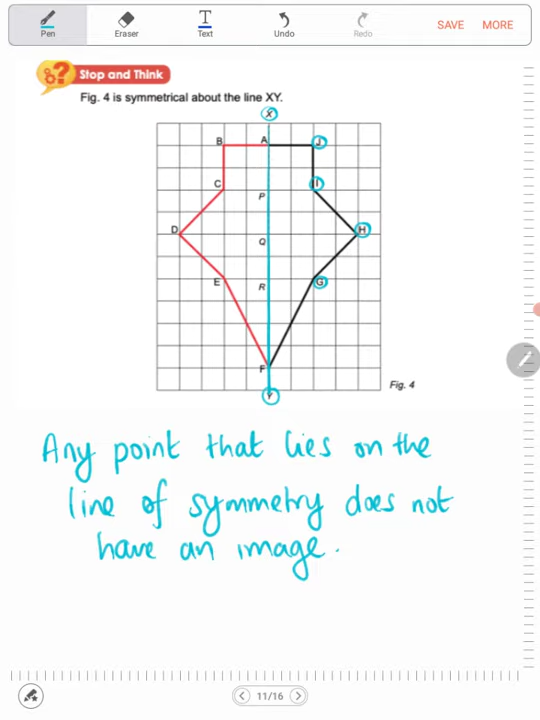 Pen
Eraser
T
Text
Undo
Redo
SAVE
MORE
?
Stop and Think
Fig. 4 is symmetrical about the line XY.
X
B
A
J
C
I
P
D
H
Q
E
G
R
F
Y
Fig. 4
Any point that lies on the
line of symmetry does not
have an image.
11/16